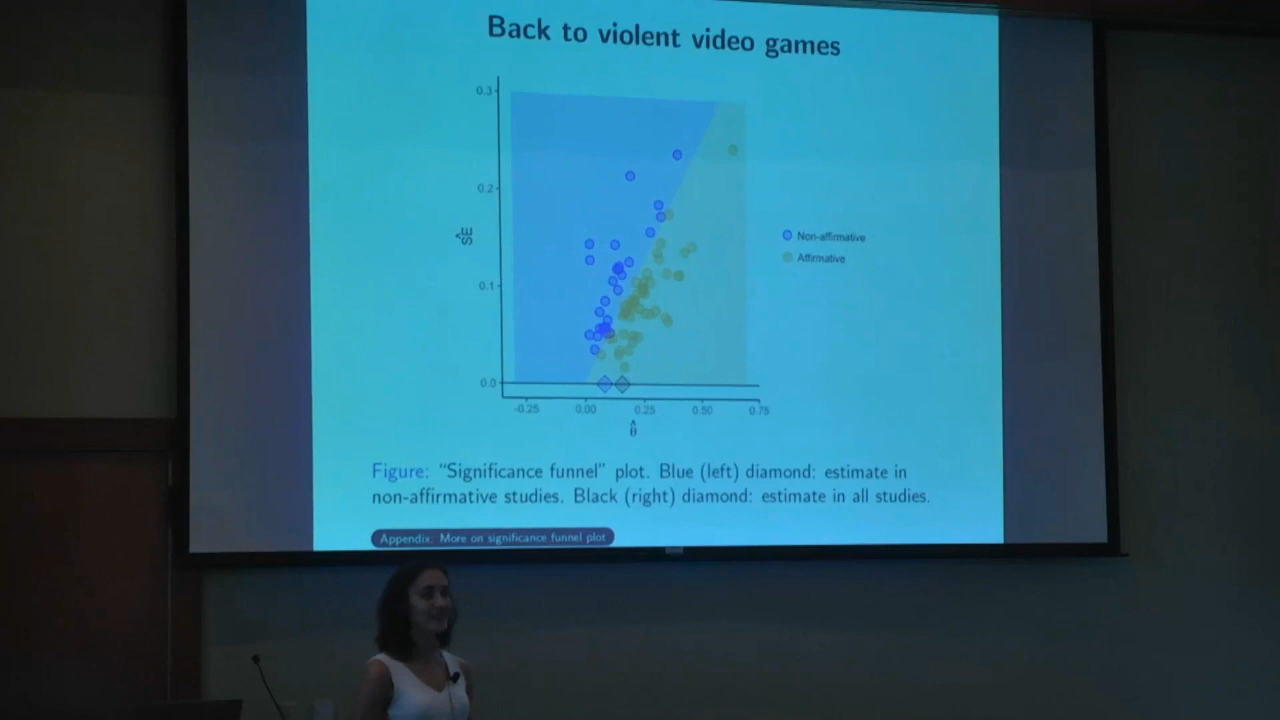 Back to violent video games
0.3
0.2
0.1
0.0
ŜE
-0.25 0.00 0.25 0.50 0.75
θ̂
Non-affirmative
Affirmative
Figure: “Significance funnel” plot. Blue (left) diamond: estimate in
non-affirmative studies. Black (right) diamond: estimate in all studies.
Appendix: More on significance funnel plot